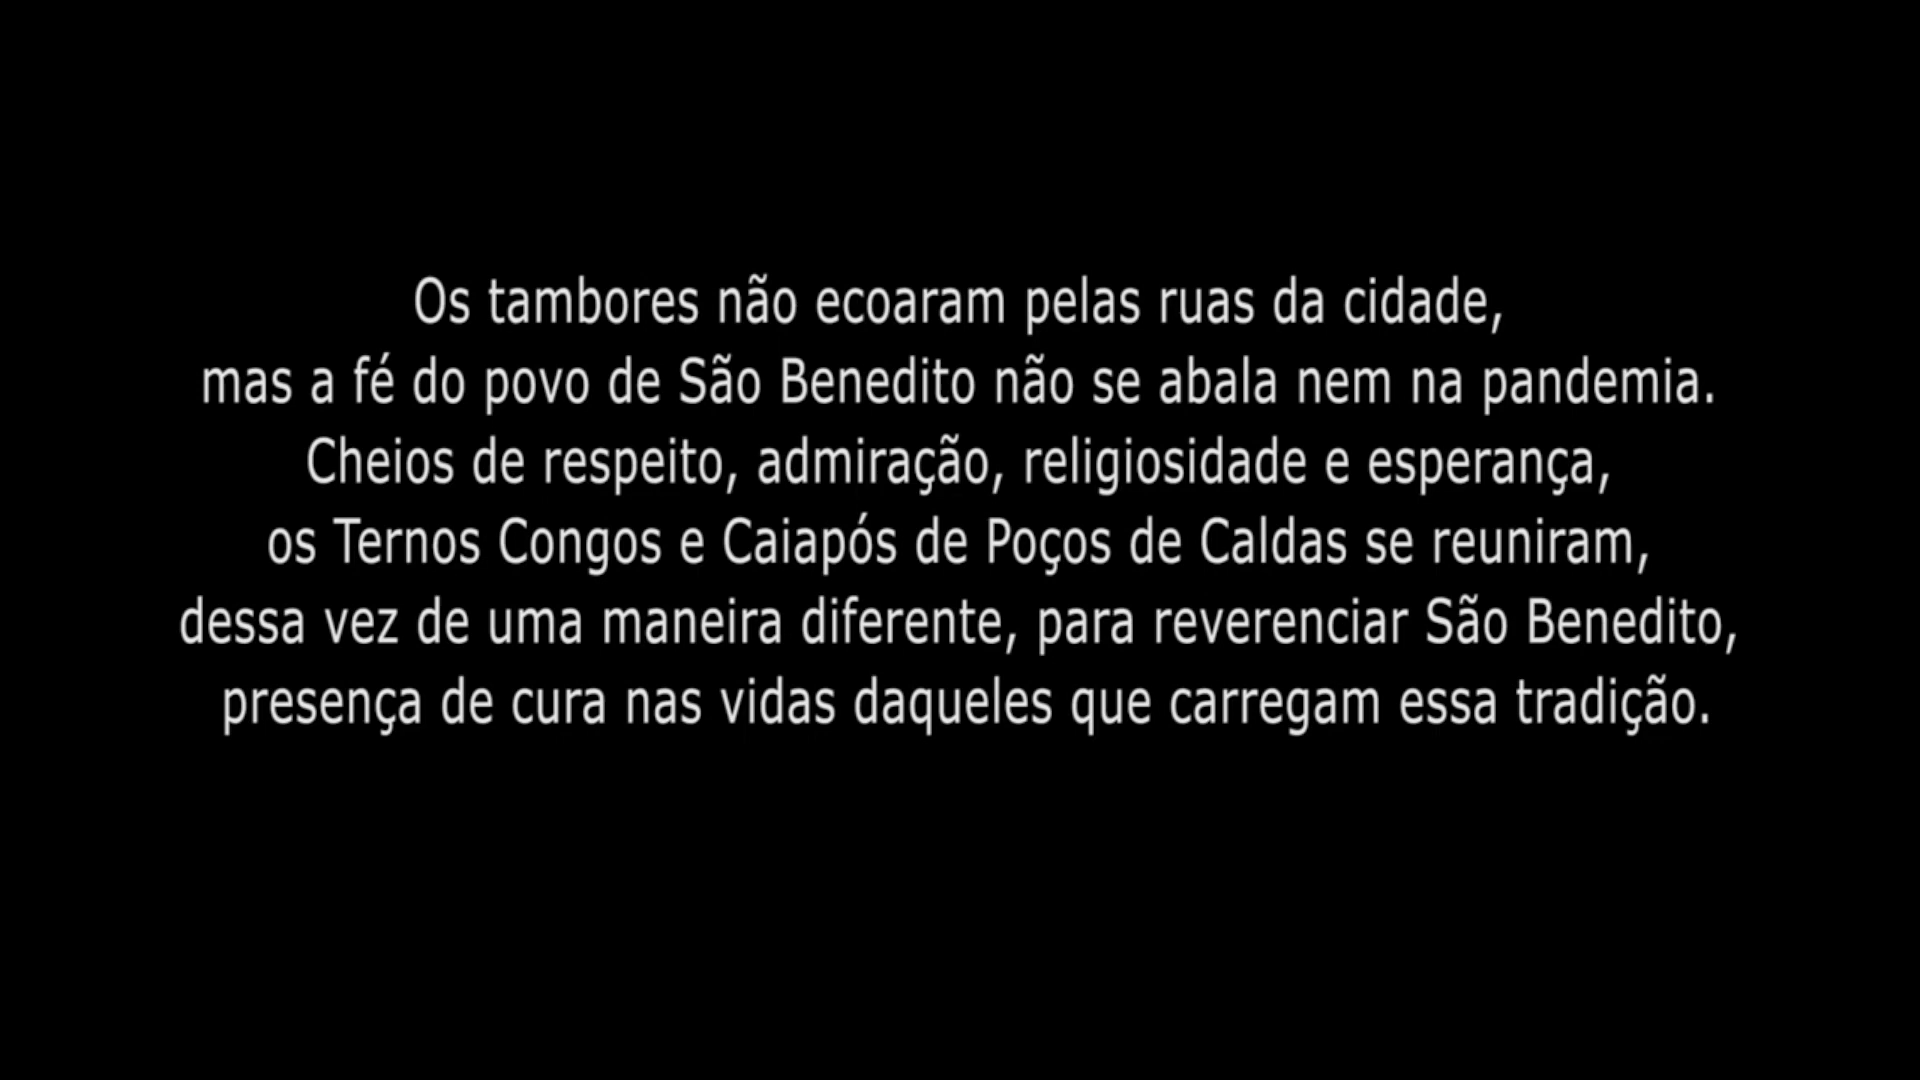 Os tambores não ecoaram pelas ruas da cidade,
mas a fé do povo de São Benedito não se abala nem na pandemia.
Cheios de respeito, admiração, religiosidade e esperança,
os Ternos Congos e Caiapós de Poços de Caldas se reuniram,
dessa vez de uma maneira diferente, para reverenciar São Benedito,
presença de cura nas vidas daqueles que carregam essa tradição.